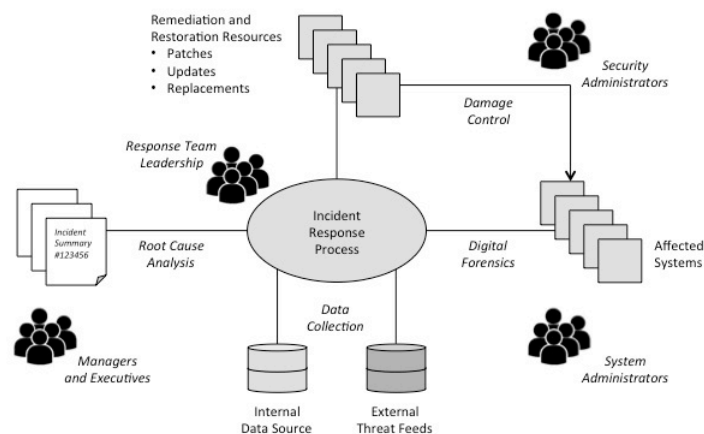 Remediation and
Restoration Resources
• Patches
• Updates
• Replacements
Security
Administrators
Damage
Control
Response Team
Leadership
Incident
Response
Process
Incident
Summary
#123456
Root Cause
Analysis
Digital
Forensics
Affected
Systems
Data
Collection
Managers
and Executives
System
Administrators
Internal
Data Source
External
Threat Feeds